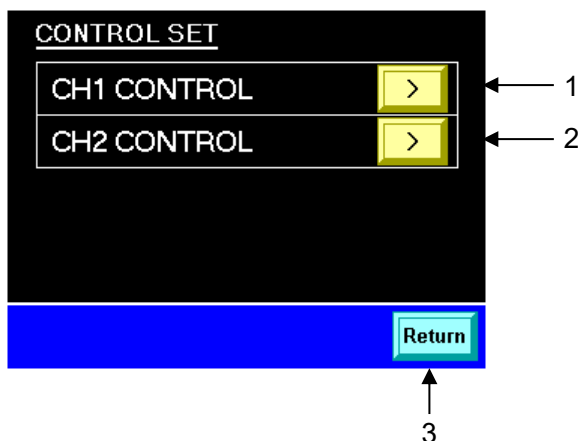 CONTROL SET
CH1 CONTROL > 1
CH2 CONTROL > 2
Return
3